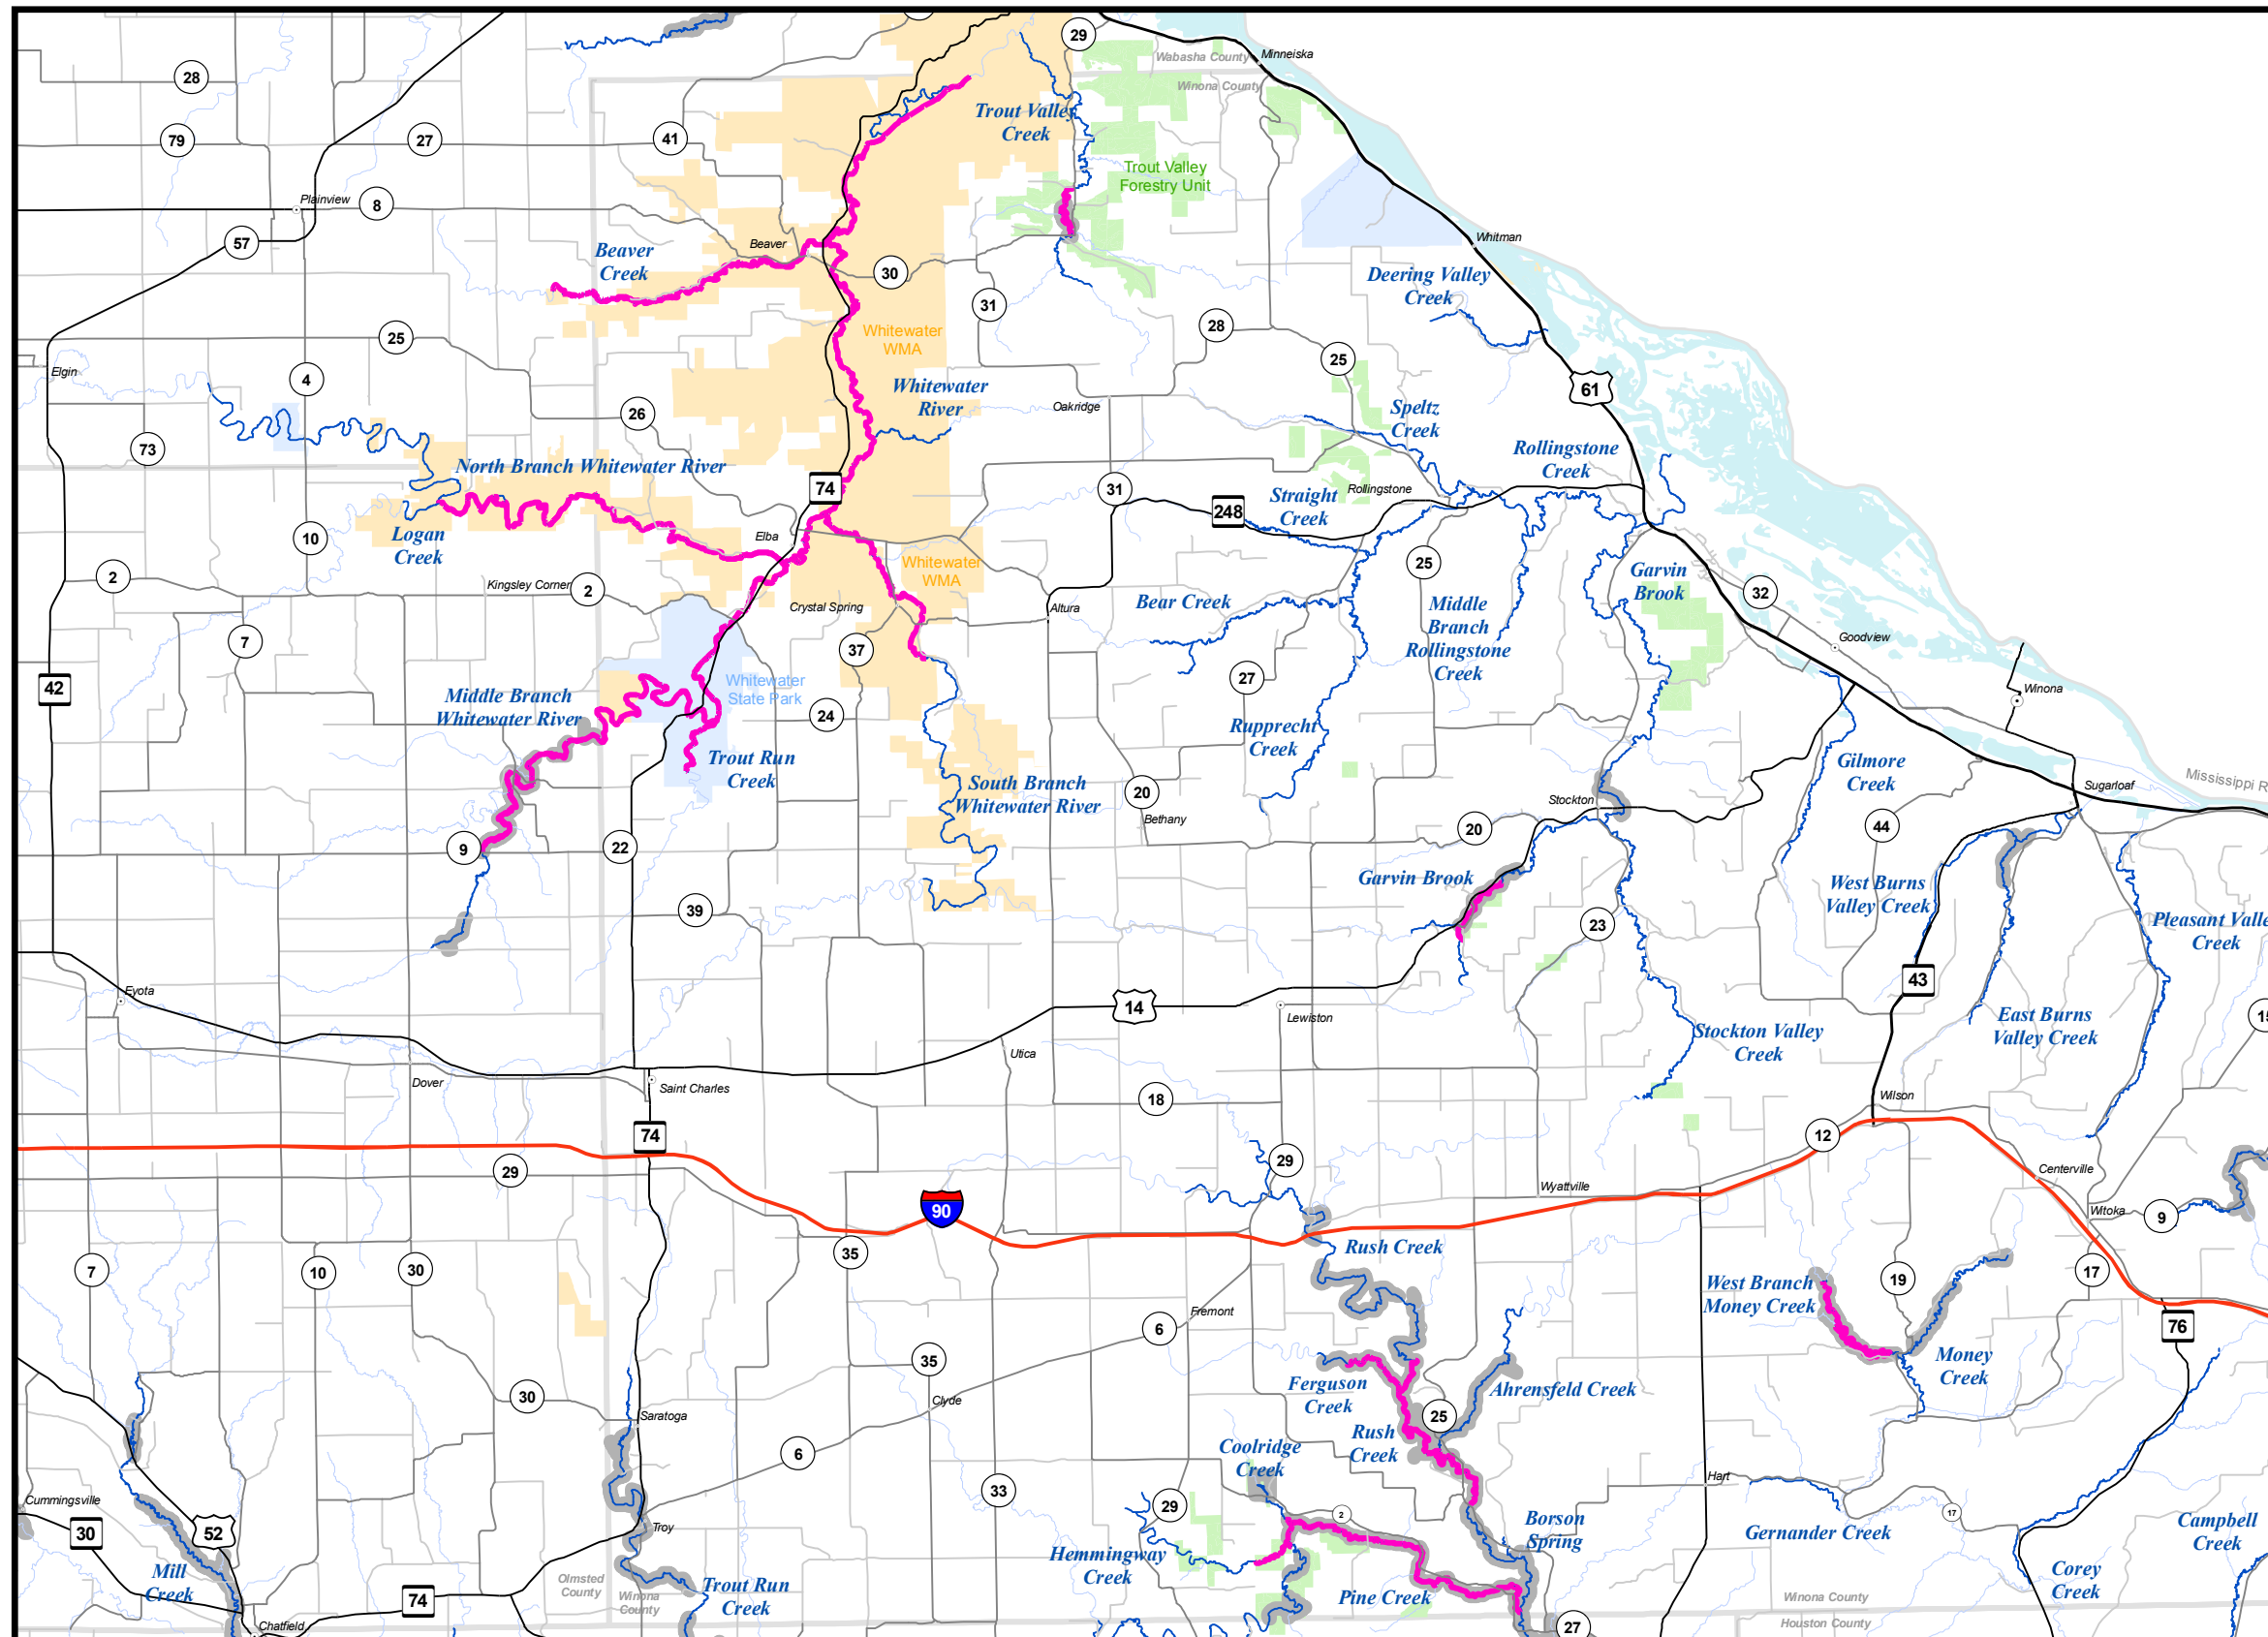 29
Wabasha County
Minneiska
28
Winona County
Trout Valley
Creek
79
27
41
Trout Valley
Forestry Unit
Plainview
8
57
Beaver
Whitman
Beaver
Creek
30
Deering Valley
Creek
31
28
Whitewater
WMA
25
25
Elgin
4
61
Whitewater
River
Oakridge
26
Speltz
Creek
73
Rollingstone
Creek
North Branch Whitewater River
74
31
Rollingstone
Straight
Creek
248
Logan
Creek
10
Elba
Whitewater
WMA
25
Garvin
Brook
2
Kingsley Corner
2
32
Crystal Spring
Altura
Bear Creek
Middle
Branch
Rollingstone
Creek
7
37
Goodview
42
Middle Branch
Whitewater River
Whitewater
State Park
27
Winona
24
Rupprecht
Creek
Trout Run
Creek
Gilmore
Creek
Mississippi R
South Branch
Whitewater River
20
Bethany
Stockton
Sugarloaf
9
22
20
44
Garvin Brook
West Burns
Valley Creek
39
23
Pleasant Valle
Creek
43
Eyota
14
Lewiston
East Burns
Valley Creek
15
Stockton Valley
Creek
Utica
Dover
Saint Charles
18
Wilson
74
12
29
29
Centerville
Wyattville
90
Witoka
9
35
Rush Creek
7
10
30
West Branch
Money Creek
19
17
Fremont
6
76
35
Money
Creek
Ferguson
Creek
Ahrensfeld Creek
30
Clyde
Saratoga
25
Rush
Creek
6
Coolridge
Creek
Hart
33
Cummingsville
29
2
17
30
52
Troy
Borson
Spring
Gernander Creek
Campbell
Creek
Hemmingway
Creek
Mill
Creek
Olmsted
County
Winona
County
Trout Run
Creek
Pine Creek
Corey
Creek
74
Winona County
Chatfield
27
Houston County